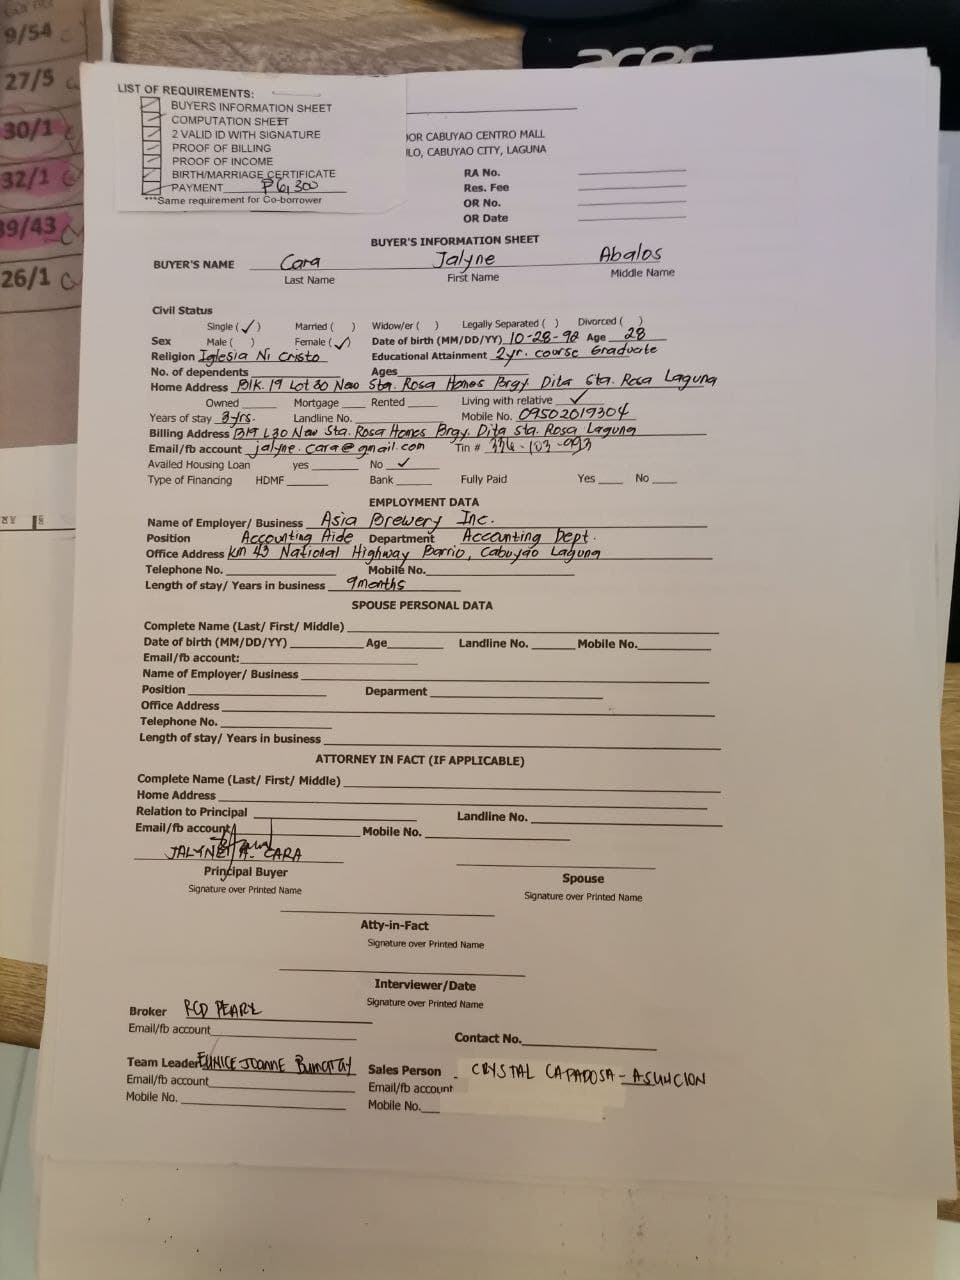 9/54
27/5
30/1
32/1
39/43
26/1
acer
LIST OF REQUIREMENTS:
BUYERS INFORMATION SHEET
COMPUTATION SHEET
2 VALID ID WITH SIGNATURE
PROOF OF BILLING
PROOF OF INCOME
BIRTH/MARRIAGE CERTIFICATE
PAYMENT ₱6,300
***Same requirement for Co-borrower
JOR CABUYAO CENTRO MALL
ILO, CABUYAO CITY, LAGUNA
RA No.
Res. Fee
OR No.
OR Date
BUYER'S INFORMATION SHEET
BUYER'S NAME Cara Jalyne Abalos
Last Name First Name Middle Name
Civil Status
Single (✓) Married ( ) Widow/er ( ) Legally Separated ( ) Divorced ( )
Sex Male ( ) Female (✓) Date of birth (MM/DD/YY) 10-28-92 Age 28
Religion Iglesia Ni Cristo Educational Attainment 2yr. course Graduate
No. of dependents Ages
Home Address Blk. 19 Lot 30 New Sta. Rosa Homes Brgy Dita Sta. Rosa Laguna
Owned Mortgage Rented Living with relative ✓
Years of stay 3yrs. Landline No. Mobile No. 09502019304
Billing Address B19 L30 New Sta. Rosa Homes Brgy. Dita Sta. Rosa Laguna
Email/fb account jalyne.cara@gmail.com Tin # 336-103-093
Availed Housing Loan yes No ✓
Type of Financing HDMF Bank Fully Paid Yes No
EMPLOYMENT DATA
Name of Employer/ Business Asia Brewery Inc.
Position Accounting Aide Department Accounting Dept.
Office Address km 43 National Highway Barrio, Cabuyao Laguna
Telephone No. Mobile No.
Length of stay/ Years in business 9months
SPOUSE PERSONAL DATA
Complete Name (Last/ First/ Middle)
Date of birth (MM/DD/YY) Age Landline No. Mobile No.
Email/fb account:
Name of Employer/ Business
Position Deparment
Office Address
Telephone No.
Length of stay/ Years in business
ATTORNEY IN FACT (IF APPLICABLE)
Complete Name (Last/ First/ Middle)
Home Address
Relation to Principal Landline No.
Email/fb account Mobile No.
JALYNE A. CARA
Principal Buyer Spouse
Signature over Printed Name Signature over Printed Name
Atty-in-Fact
Signature over Printed Name
Interviewer/Date
Signature over Printed Name
Broker RCD PEARL
Email/fb account Contact No.
Team Leader EUNICE JOANNE Bumatay Sales Person CRYSTAL CAPADOSA-ASUNCION
Email/fb account Email/fb account
Mobile No. Mobile No.